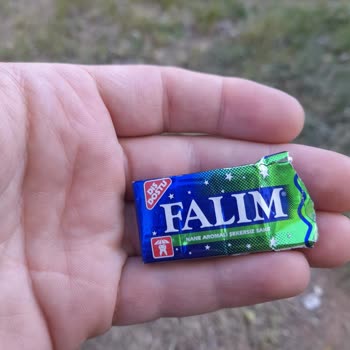 DİŞ
DOSTU
FALIM
NANE AROMALI ŞEKERSİZ SAKIZ